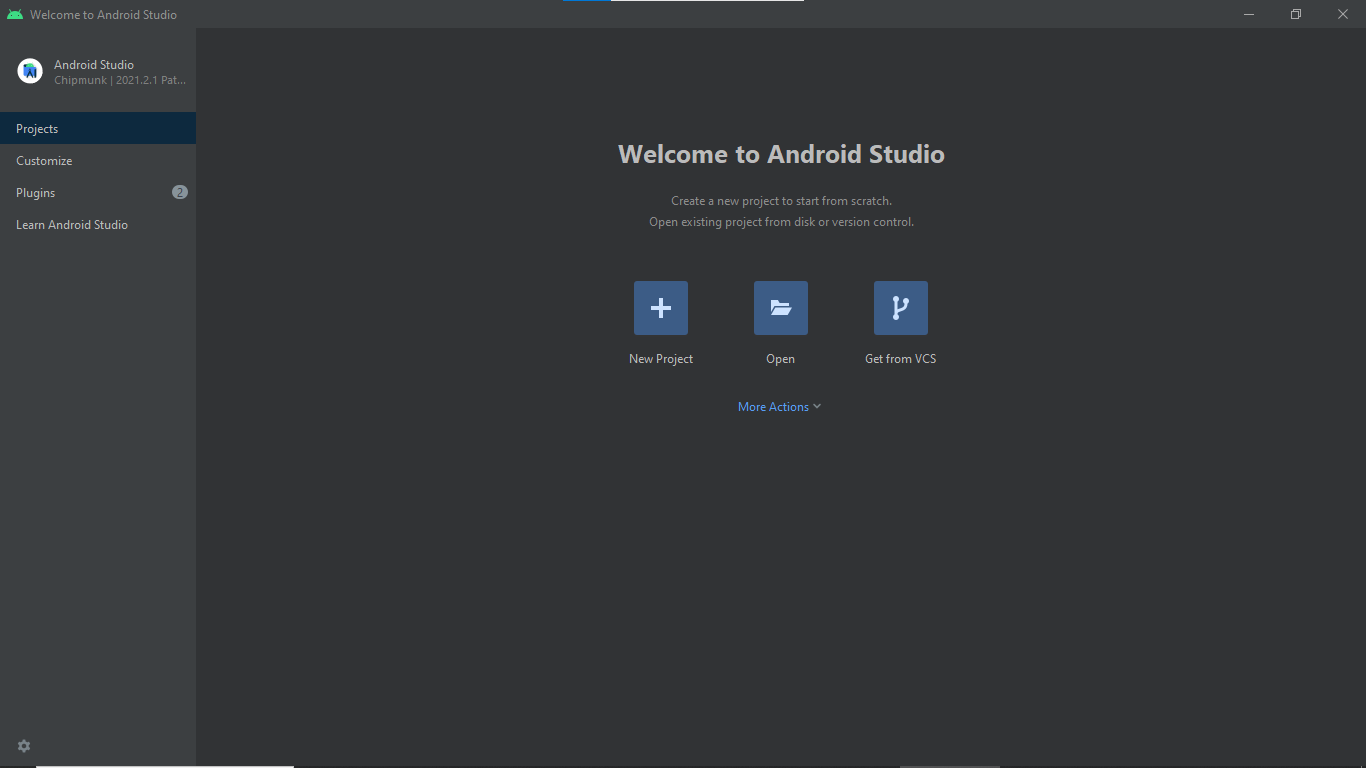 Welcome to Android Studio
Android Studio
Chipmunk | 2021.2.1 Pat...
Projects
Customize
Plugins
2
Learn Android Studio
Welcome to Android Studio
Create a new project to start from scratch.
Open existing project from disk or version control.
New Project
Open
Get from VCS
More Actions